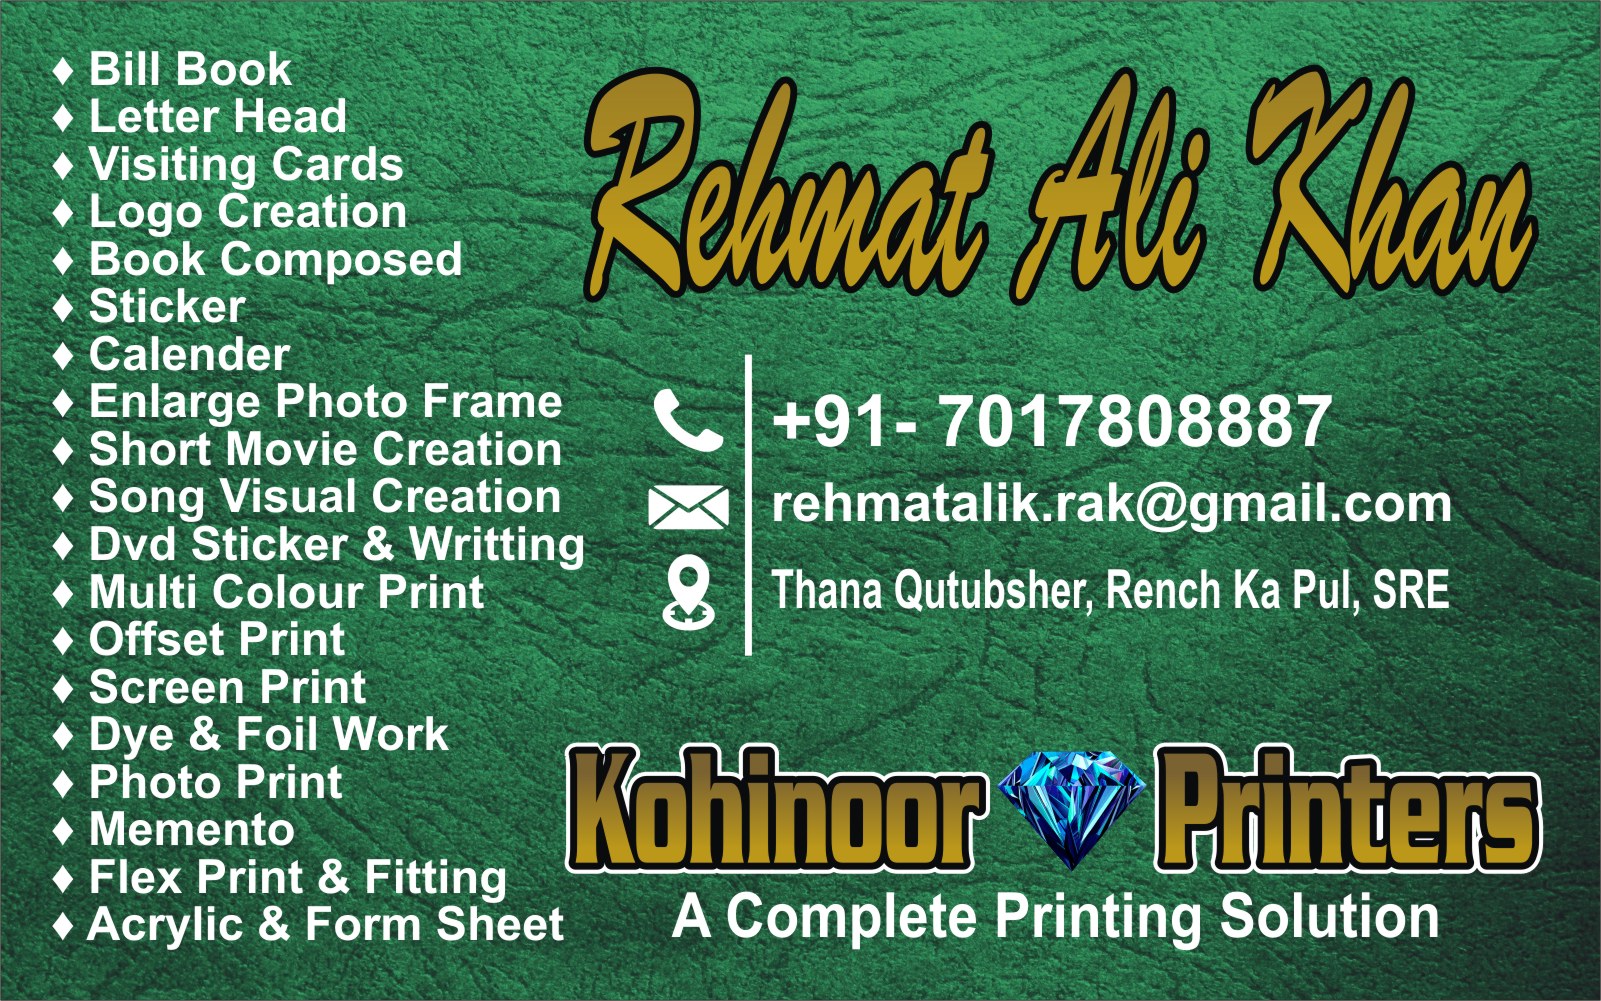 ♦ Bill Book
♦ Letter Head
♦ Visiting Cards
♦ Logo Creation
♦ Book Composed
♦ Sticker
♦ Calender
♦ Enlarge Photo Frame
♦ Short Movie Creation
♦ Song Visual Creation
♦ Dvd Sticker & Writting
♦ Multi Colour Print
♦ Offset Print
♦ Screen Print
♦ Dye & Foil Work
♦ Photo Print
♦ Memento
♦ Flex Print & Fitting
♦ Acrylic & Form Sheet
Rehmat Ali Khan
+91- 7017808887
rehmatalik.rak@gmail.com
Thana Qutubsher, Rench Ka Pul, SRE
Kohinoor Printers
A Complete Printing Solution